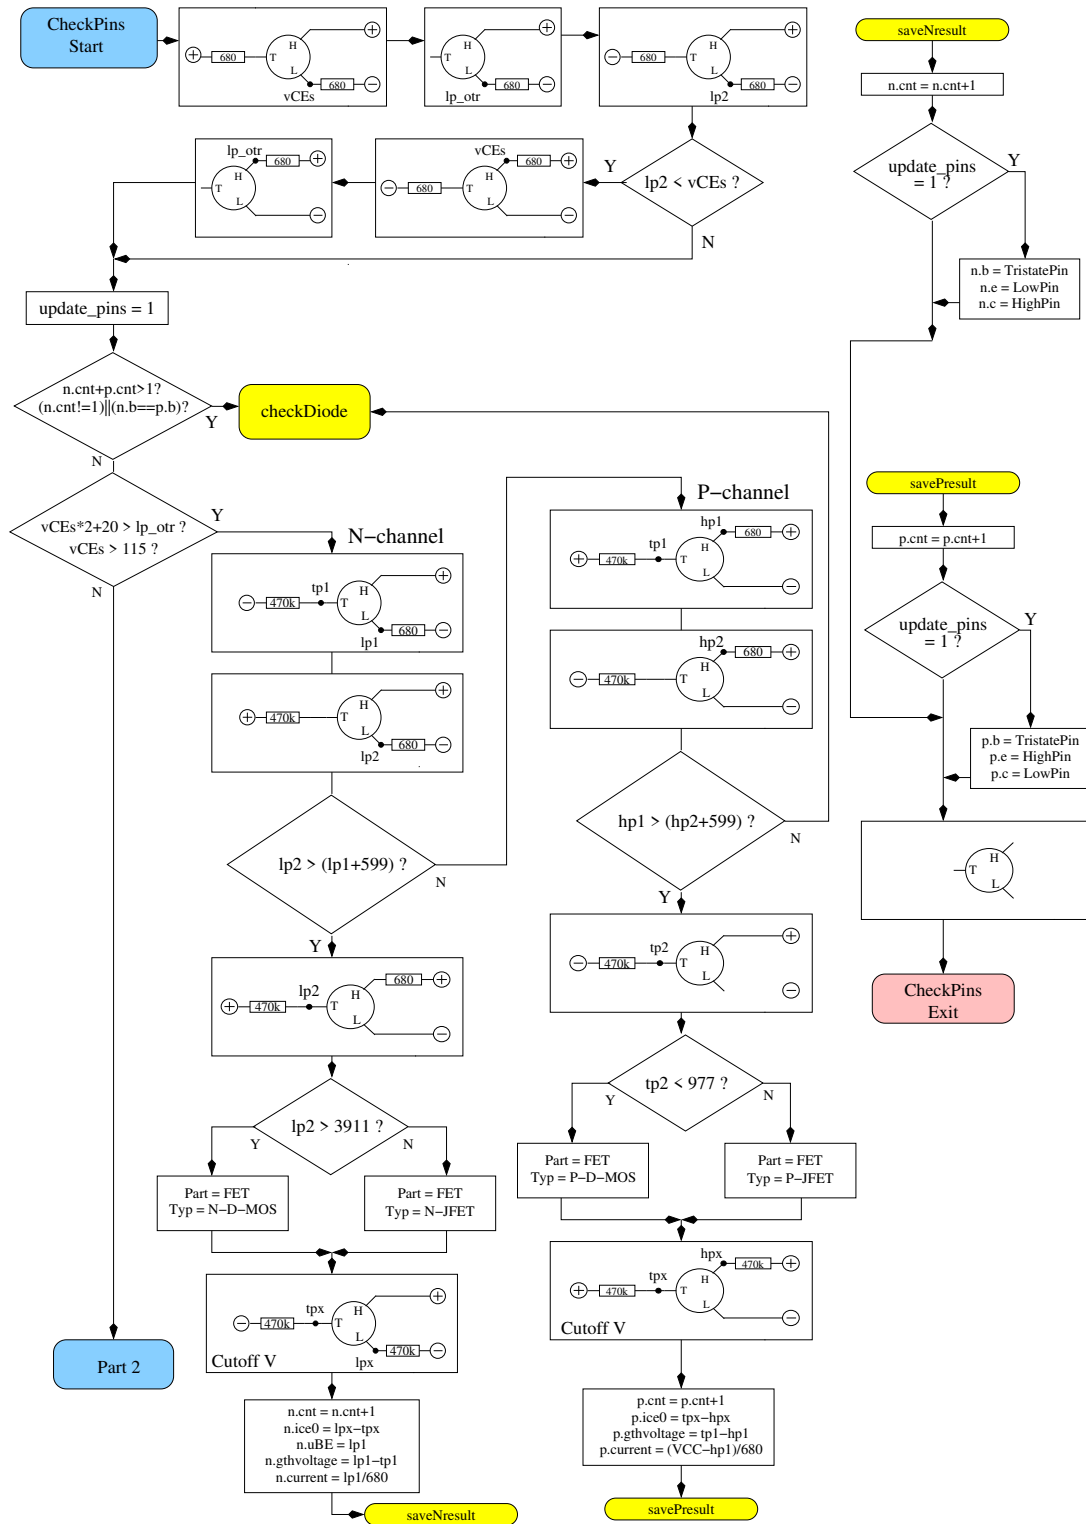 CheckPins
Start
+
680
T
H
L
+
680
−
vCEs
T
H
L
+
680
−
lp_otr
−
680
T
H
L
+
680
−
lp2
saveNresult
n.cnt = n.cnt+1
update_pins
= 1 ?
Y
n.b = TristatePin
n.e = LowPin
n.c = HighPin
lp_otr
680
+
T
H
L
−
vCEs
680
+
−
680
T
H
L
−
Y
lp2 < vCEs ?
N
update_pins = 1
n.cnt+p.cnt>1?
(n.cnt!=1)||(n.b==p.b)?
Y
N
checkDiode
vCEs*2+20 > lp_otr ?
vCEs > 115 ?
Y
N
N−channel
tp1
−
470k
T
H
L
+
680
−
lp1
+
470k
T
H
L
+
680
−
lp2
lp2 > (lp1+599) ?
N
Y
lp2
680
+
+
470k
T
H
L
−
lp2 > 3911 ?
Y
N
Part = FET
Typ = N−D−MOS
Part = FET
Typ = N−JFET
tpx
−
470k
T
H
L
+
470k
−
lpx
Cutoff V
Part 2
n.cnt = n.cnt+1
n.ice0 = lpx−tpx
n.uBE = lp1
n.gthvoltage = lp1−tp1
n.current = lp1/680
saveNresult
P−channel
hp1
680
+
tp1
+
470k
T
H
L
−
hp2
680
+
−
470k
T
H
L
−
hp1 > (hp2+599) ?
N
Y
tp2
−
470k
T
H
L
+
−
tp2 < 977 ?
Y
N
Part = FET
Typ = P−D−MOS
Part = FET
Typ = P−JFET
hpx
470k
+
tpx
+
470k
T
H
L
−
Cutoff V
p.cnt = p.cnt+1
p.ice0 = tpx−hpx
p.gthvoltage = tp1−hp1
p.current = (VCC−hp1)/680
savePresult
savePresult
p.cnt = p.cnt+1
update_pins
= 1 ?
Y
p.b = TristatePin
p.e = HighPin
p.c = LowPin
T
H
L
CheckPins
Exit